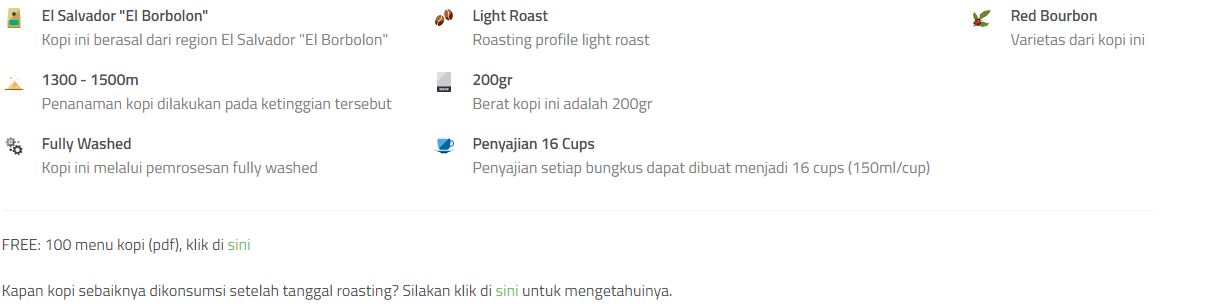 El Salvador "El Borbolon"
Kopi ini berasal dari region El Salvador "El Borbolon"
Light Roast
Roasting profile light roast
Red Bourbon
Varietas dari kopi ini
1300 - 1500m
Penanaman kopi dilakukan pada ketinggian tersebut
200gr
Berat kopi ini adalah 200gr
Fully Washed
Kopi ini melalui pemrosesan fully washed
Penyajian 16 Cups
Penyajian setiap bungkus dapat dibuat menjadi 16 cups (150ml/cup)
FREE: 100 menu kopi (pdf), klik di sini
Kapan kopi sebaiknya dikonsumsi setelah tanggal roasting? Silakan klik di sini untuk mengetahuinya.